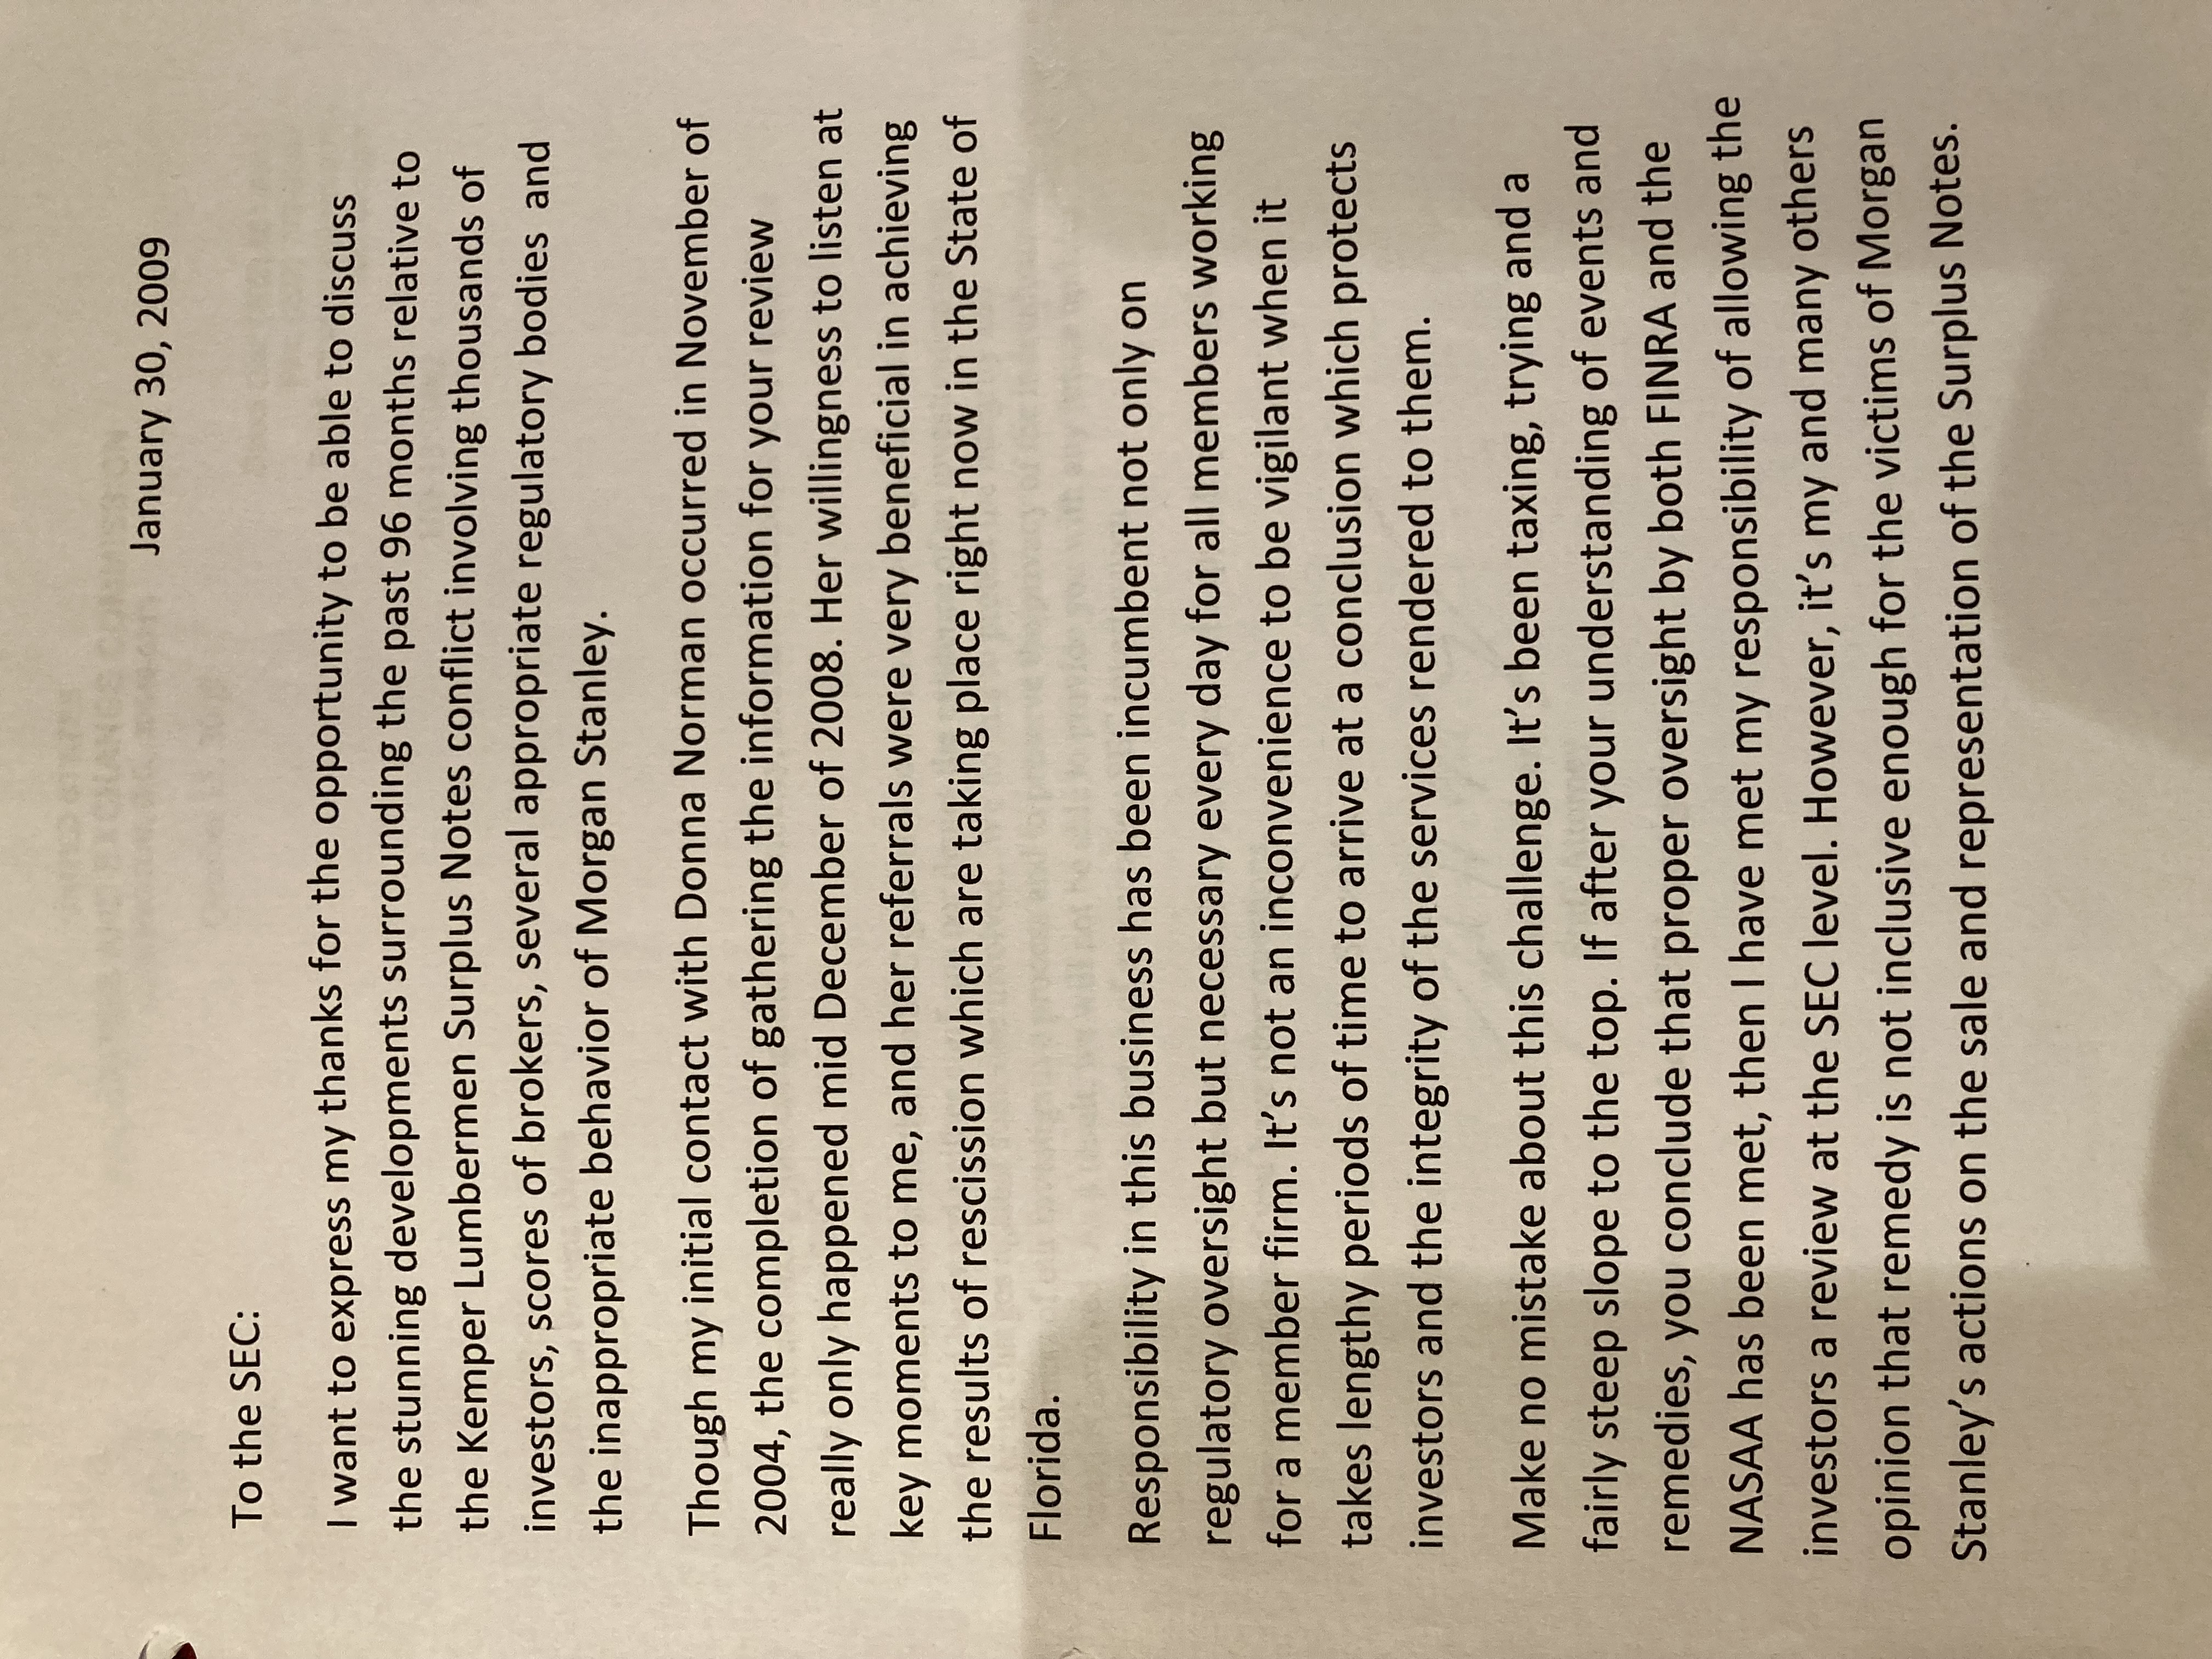 January 30, 2009
To the SEC:
I want to express my thanks for the opportunity to be able to discuss
the stunning developments surrounding the past 96 months relative to
the Kemper Lumbermen Surplus Notes conflict involving thousands of
investors, scores of brokers, several appropriate regulatory bodies and
the inappropriate behavior of Morgan Stanley.
Though my initial contact with Donna Norman occurred in November of
2004, the completion of gathering the information for your review
really only happened mid December of 2008. Her willingness to listen at
key moments to me, and her referrals were very beneficial in achieving
the results of rescission which are taking place right now in the State of
Florida.
Responsibility in this business has been incumbent not only on
regulatory oversight but necessary every day for all members working
for a member firm. It's not an inconvenience to be vigilant when it
takes lengthy periods of time to arrive at a conclusion which protects
investors and the integrity of the services rendered to them.
Make no mistake about this challenge. It's been taxing, trying and a
fairly steep slope to the top. If after your understanding of events and
remedies, you conclude that proper oversight by both FINRA and the
NASAA has been met, then I have met my responsibility of allowing the
investors a review at the SEC level. However, it's my and many others
opinion that remedy is not inclusive enough for the victims of Morgan
Stanley's actions on the sale and representation of the Surplus Notes.